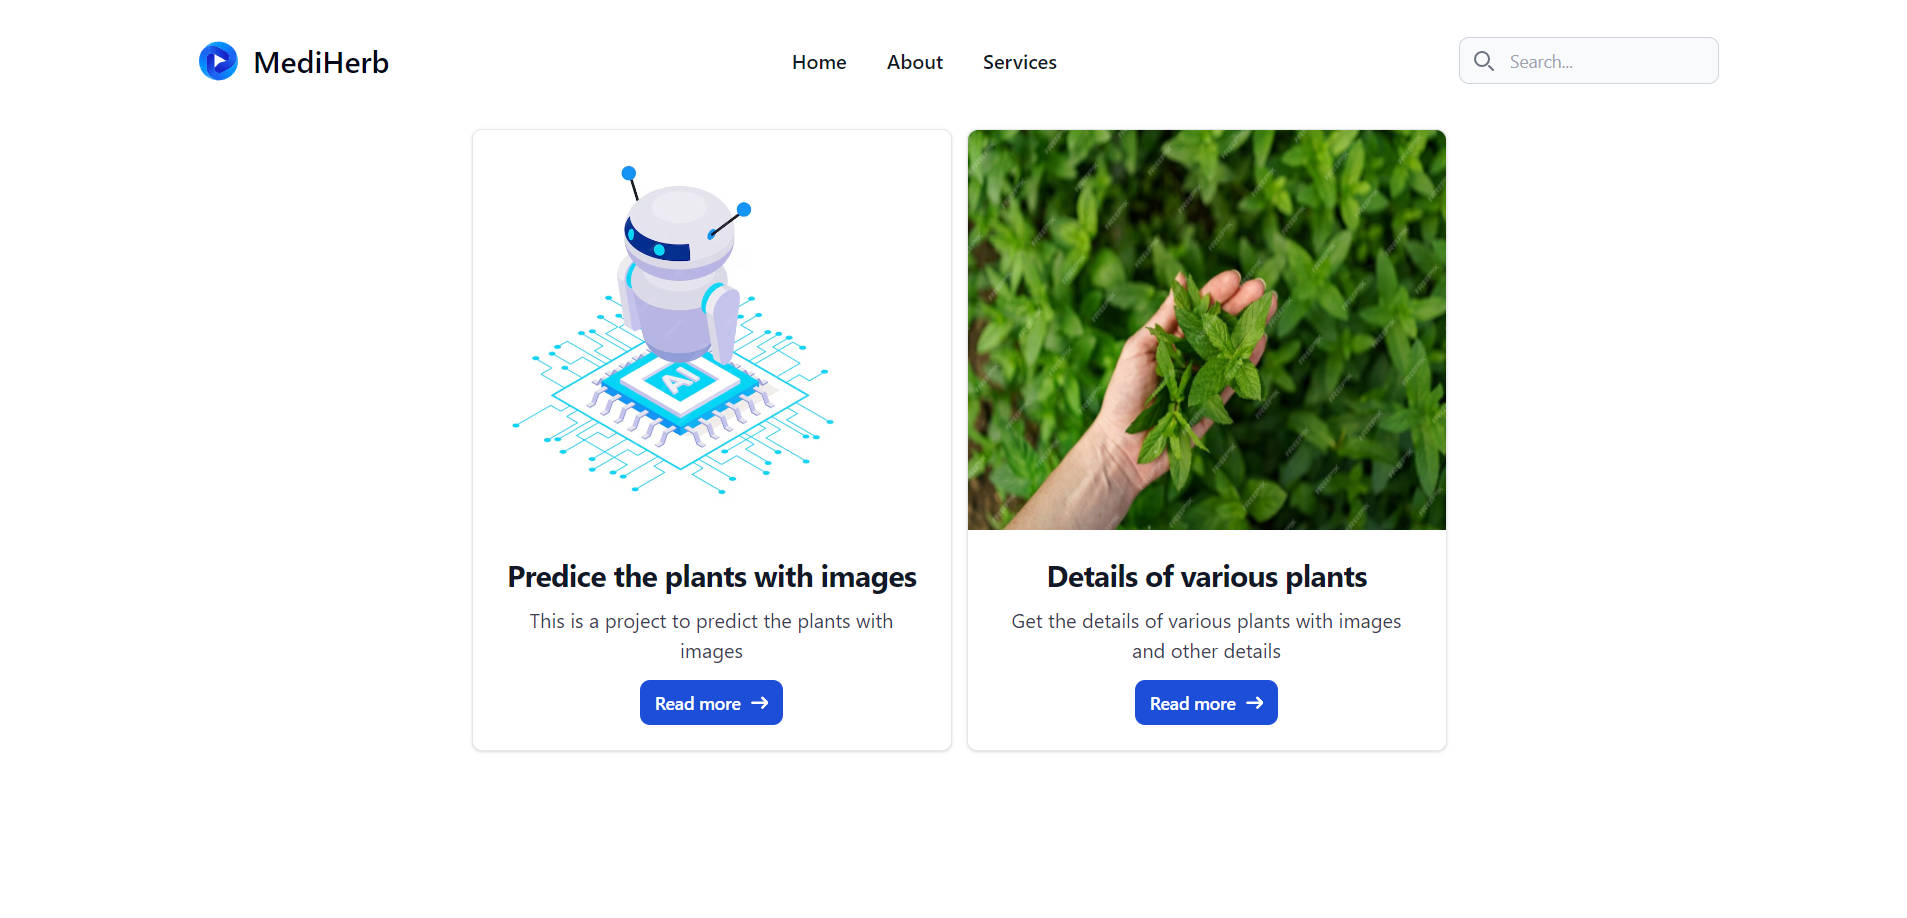 MediHerb
Home
About
Services
Search...
AI
Predice the plants with images
This is a project to predict the plants with
images
Read more
Details of various plants
Get the details of various plants with images
and other details
Read more